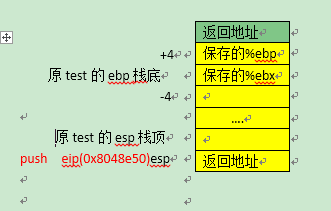 返回地址
+4 保存的%ebp
原 test 的 ebp 栈底 保存的%ebx
-4
....
原 test 的 esp 栈顶
push eip(0x8048e50)esp 返回地址